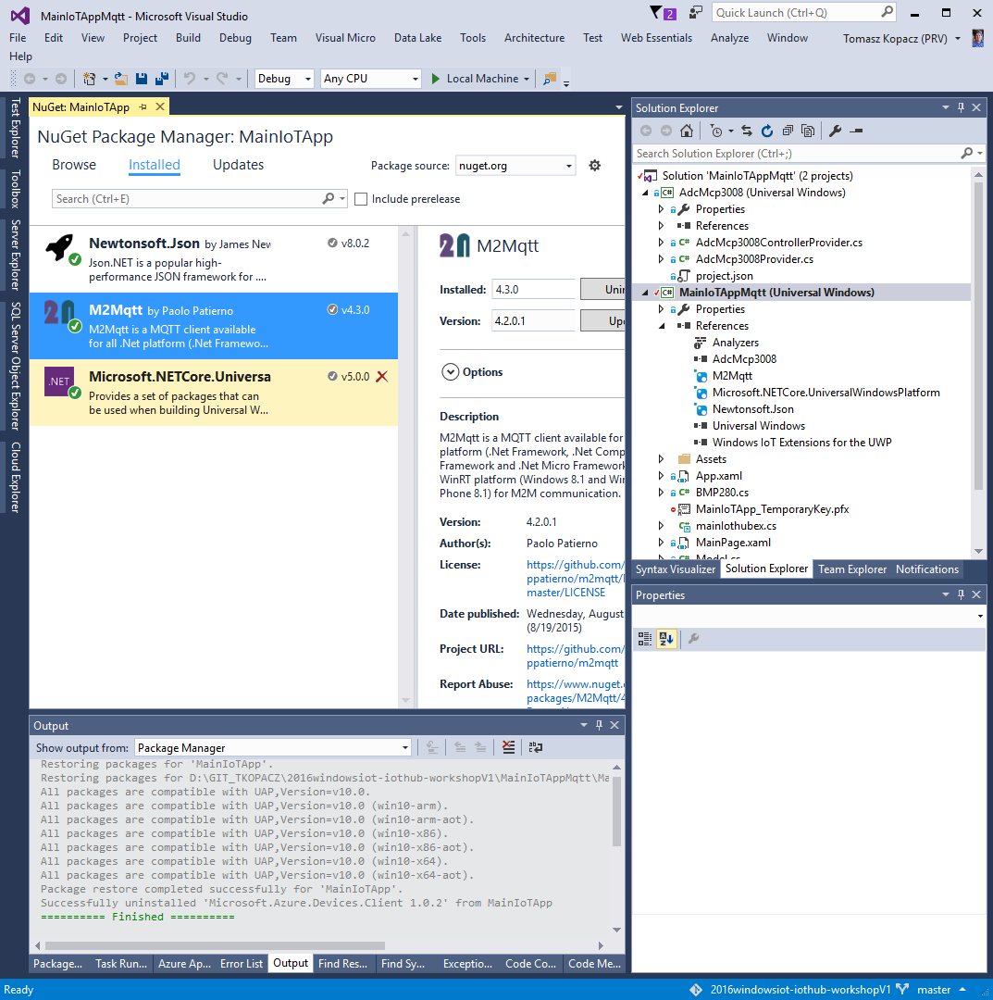 MainIoTAppMqtt - Microsoft Visual Studio
2
Quick Launch (Ctrl+Q)
File Edit View Project Build Debug Team Visual Micro Data Lake Tools Architecture Test Web Essentials Analyze Window Tomasz Kopacz (PRV)
Help
Debug Any CPU Local Machine
Test Explorer
Toolbox
Server Explorer
SQL Server Object Explorer
Cloud Explorer
NuGet: MainIoTApp
NuGet Package Manager: MainIoTApp
Browse Installed Updates
Package source: nuget.org
Search (Ctrl+E)
Include prerelease
Newtonsoft.Json by James New
v8.0.2
Json.NET is a popular high-
performance JSON framework for ....
M2Mqtt by Paolo Patierno
v4.3.0
M2Mqtt is a MQTT client available
for all .Net platform (.Net Framewo...
.NET
Microsoft.NETCore.Universa
v5.0.0
Provides a set of packages that can
be used when building Universal W...
M2Mqtt
Installed: 4.3.0 Unin
Version: 4.2.0.1 Up
Options
Description
M2Mqtt is a MQTT client available for
platform (.Net Framework, .Net Comp
Framework and .Net Micro Framework
WinRT platform (Windows 8.1 and Win
Phone 8.1) for M2M communication.
Version: 4.2.0.1
Author(s): Paolo Patierno
License: https://github.com/
ppatierno/m2mqtt/
master/LICENSE
Date published: Wednesday, August
(8/19/2015)
Project URL: https://github.com/
ppatierno/m2mqtt
Report Abuse: https://www.nuget.
packages/M2Mqtt/4
Output
Show output from: Package Manager
Restoring packages for 'MainIoTApp'.
Restoring packages for D:\GIT_TKOPACZ\2016windowsiot-iothub-workshopV1\MainIoTAppMqtt\Ma
All packages are compatible with UAP,Version=v10.0.
All packages are compatible with UAP,Version=v10.0 (win10-arm).
All packages are compatible with UAP,Version=v10.0 (win10-arm-aot).
All packages are compatible with UAP,Version=v10.0 (win10-x86).
All packages are compatible with UAP,Version=v10.0 (win10-x86-aot).
All packages are compatible with UAP,Version=v10.0 (win10-x64).
All packages are compatible with UAP,Version=v10.0 (win10-x64-aot).
Package restore completed successfully for 'MainIoTApp'.
Successfully uninstalled 'Microsoft.Azure.Devices.Client 1.0.2' from MainIoTApp
========== Finished ==========
Package... Task Run... Azure Ap... Error List Output Find Res... Find Sy... Exceptio... Code Co... Code Me...
Solution Explorer
Search Solution Explorer (Ctrl+;)
Solution 'MainIoTAppMqtt' (2 projects)
AdcMcp3008 (Universal Windows)
Properties
References
AdcMcp3008ControllerProvider.cs
AdcMcp3008Provider.cs
project.json
MainIoTAppMqtt (Universal Windows)
Properties
References
Analyzers
AdcMcp3008
M2Mqtt
Microsoft.NETCore.UniversalWindowsPlatform
Newtonsoft.Json
Universal Windows
Windows IoT Extensions for the UWP
Assets
App.xaml
BMP280.cs
MainIoTApp_TemporaryKey.pfx
mainIothubex.cs
MainPage.xaml
Model.cs
Syntax Visualizer Solution Explorer Team Explorer Notifications
Properties
Ready
2016windowsiot-iothub-workshopV1 master